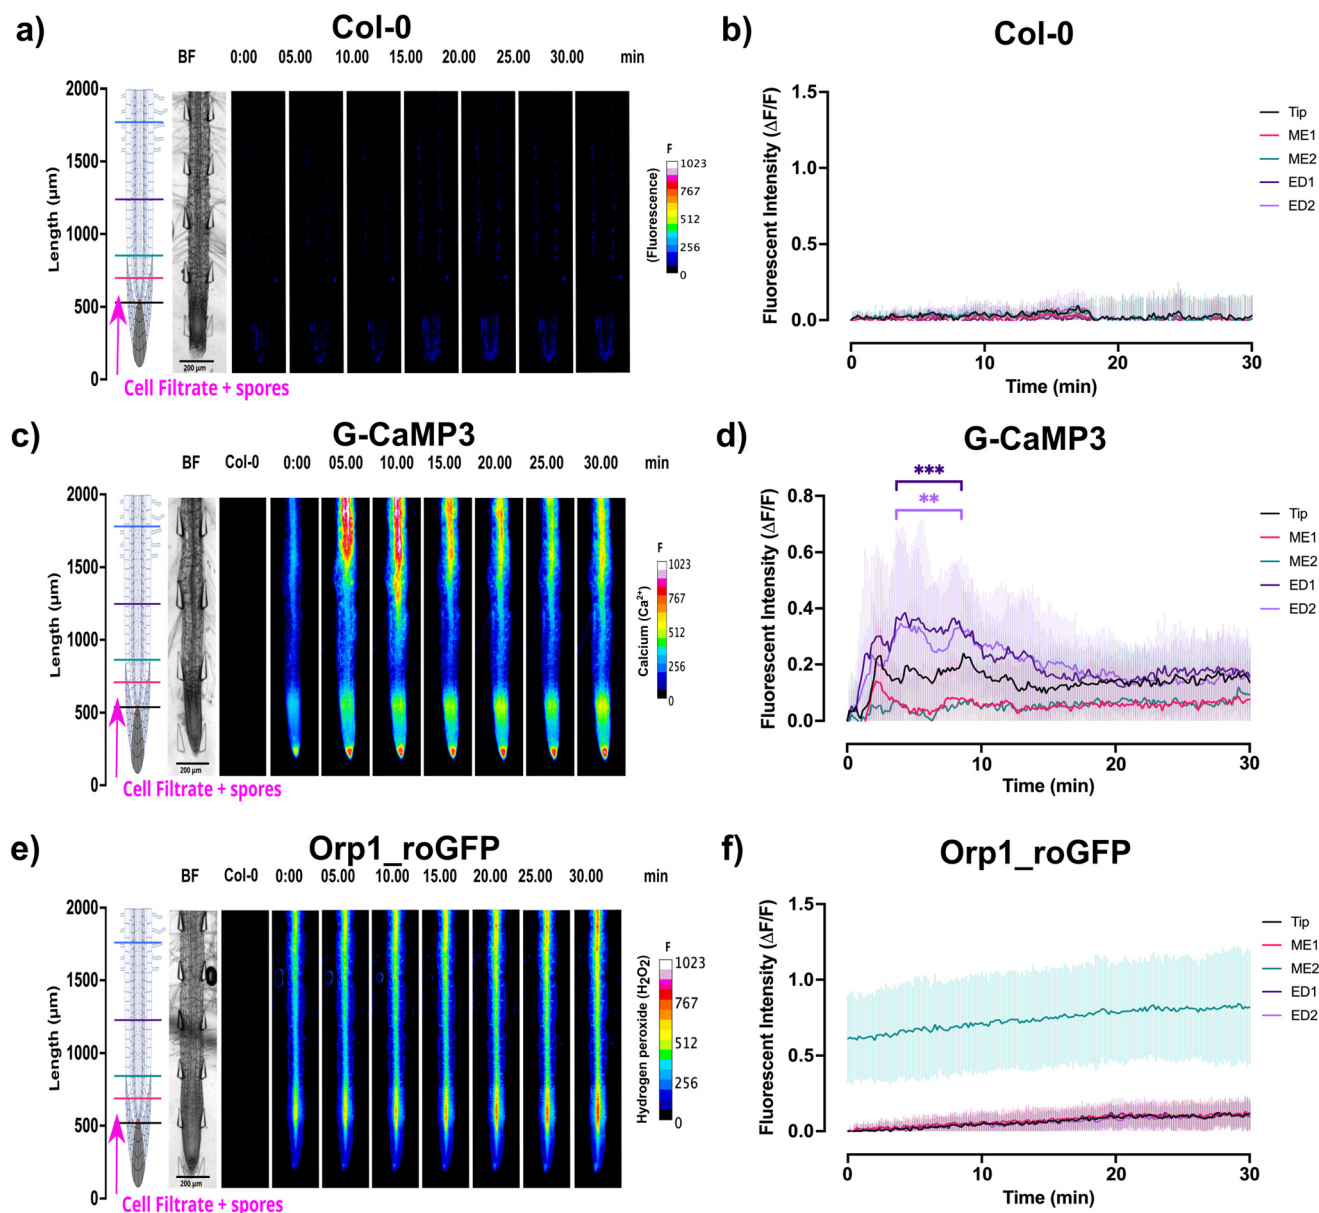 a)
Col-0
BF 0:00 05.00 10.00 15.00 20.00 25.00 30.00 min
Length (µm)
2000
1500
1000
500
0
200 µm
Cell Filtrate + spores
F
(Fluorescence)
1023
767
512
256
0
b)
Col-0
Fluorescent Intensity (ΔF/F)
1.5
1.0
0.5
0.0
0 10 20 30
Time (min)
Tip
ME1
ME2
ED1
ED2
c)
G-CaMP3
BF Col-0 0:00 05.00 10.00 15.00 20.00 25.00 30.00 min
Length (µm)
2000
1500
1000
500
0
200 µm
Cell Filtrate + spores
F
Calcium (Ca²⁺)
1023
767
512
256
0
d)
G-CaMP3
Fluorescent Intensity (ΔF/F)
0.8
0.6
0.4
0.2
0.0
***
**
0 10 20 30
Time (min)
Tip
ME1
ME2
ED1
ED2
e)
Orp1_roGFP
BF Col-0 0:00 05.00 10.00 15.00 20.00 25.00 30.00 min
Length (µm)
2000
1500
1000
500
0
200 µm
Cell Filtrate + spores
F
Hydrogen peroxide (H₂O₂)
1023
767
512
256
0
f)
Orp1_roGFP
Fluorescent Intensity (ΔF/F)
1.5
1.0
0.5
0.0
0 10 20 30
Time (min)
Tip
ME1
ME2
ED1
ED2